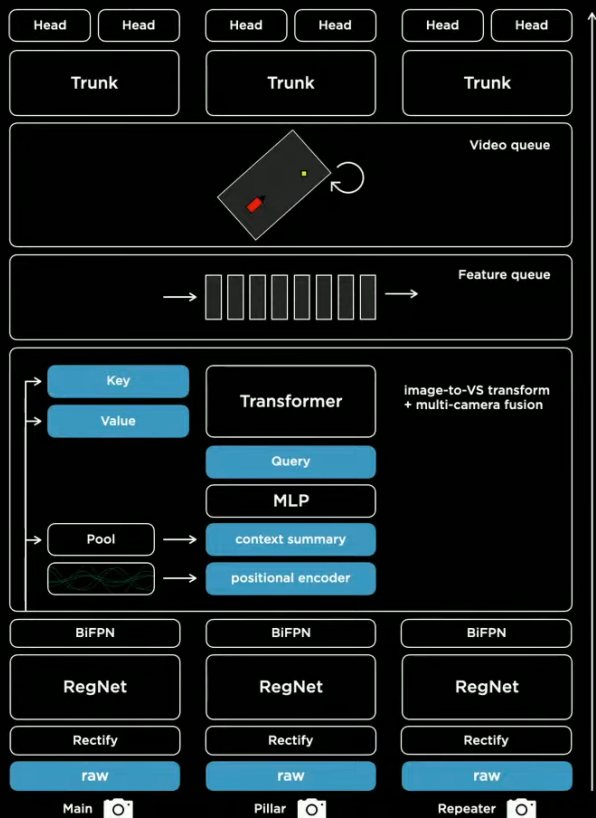 Head Head Head Head Head Head
Trunk Trunk Trunk
Video queue
Feature queue
Key
Value
Transformer
image-to-VS transform
+ multi-camera fusion
Query
MLP
Pool
context summary
positional encoder
BiFPN BiFPN BiFPN
RegNet RegNet RegNet
Rectify Rectify Rectify
raw raw raw
Main Pillar Repeater